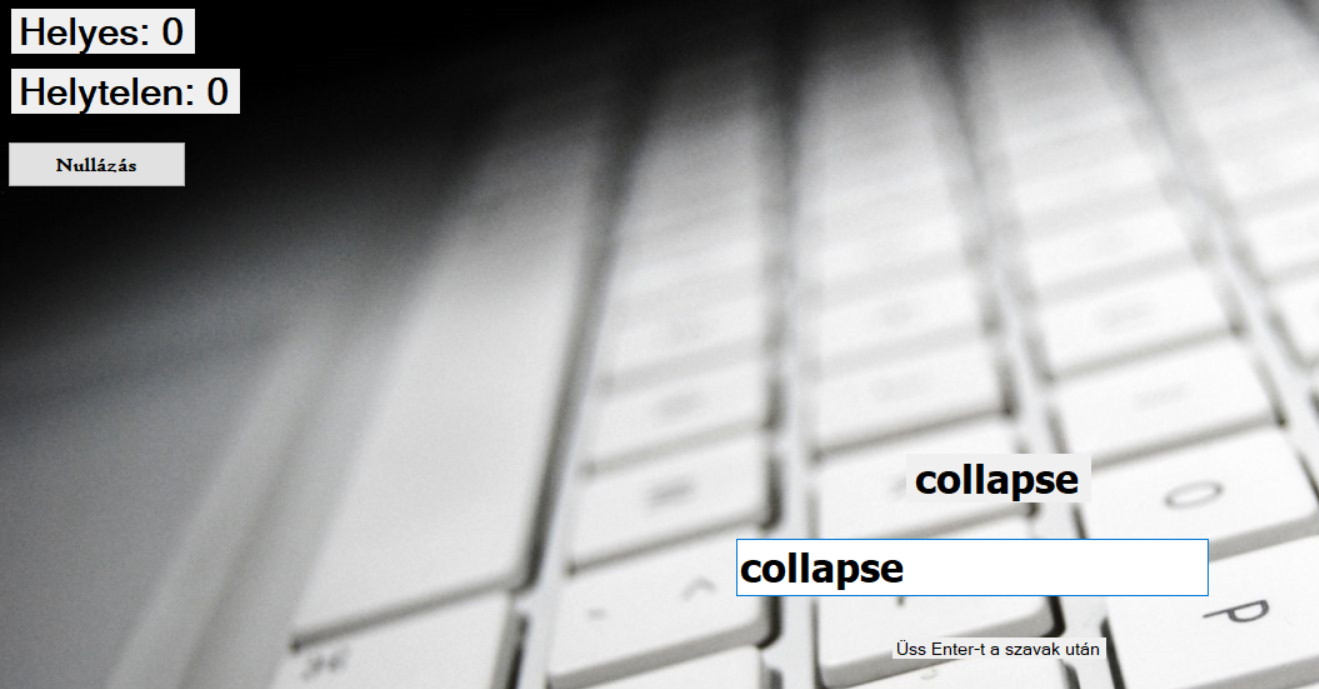 Helyes: 0
Helytelen: 0
Nullázás
collapse
collapse
O
P
Üss Enter-t a szavak után